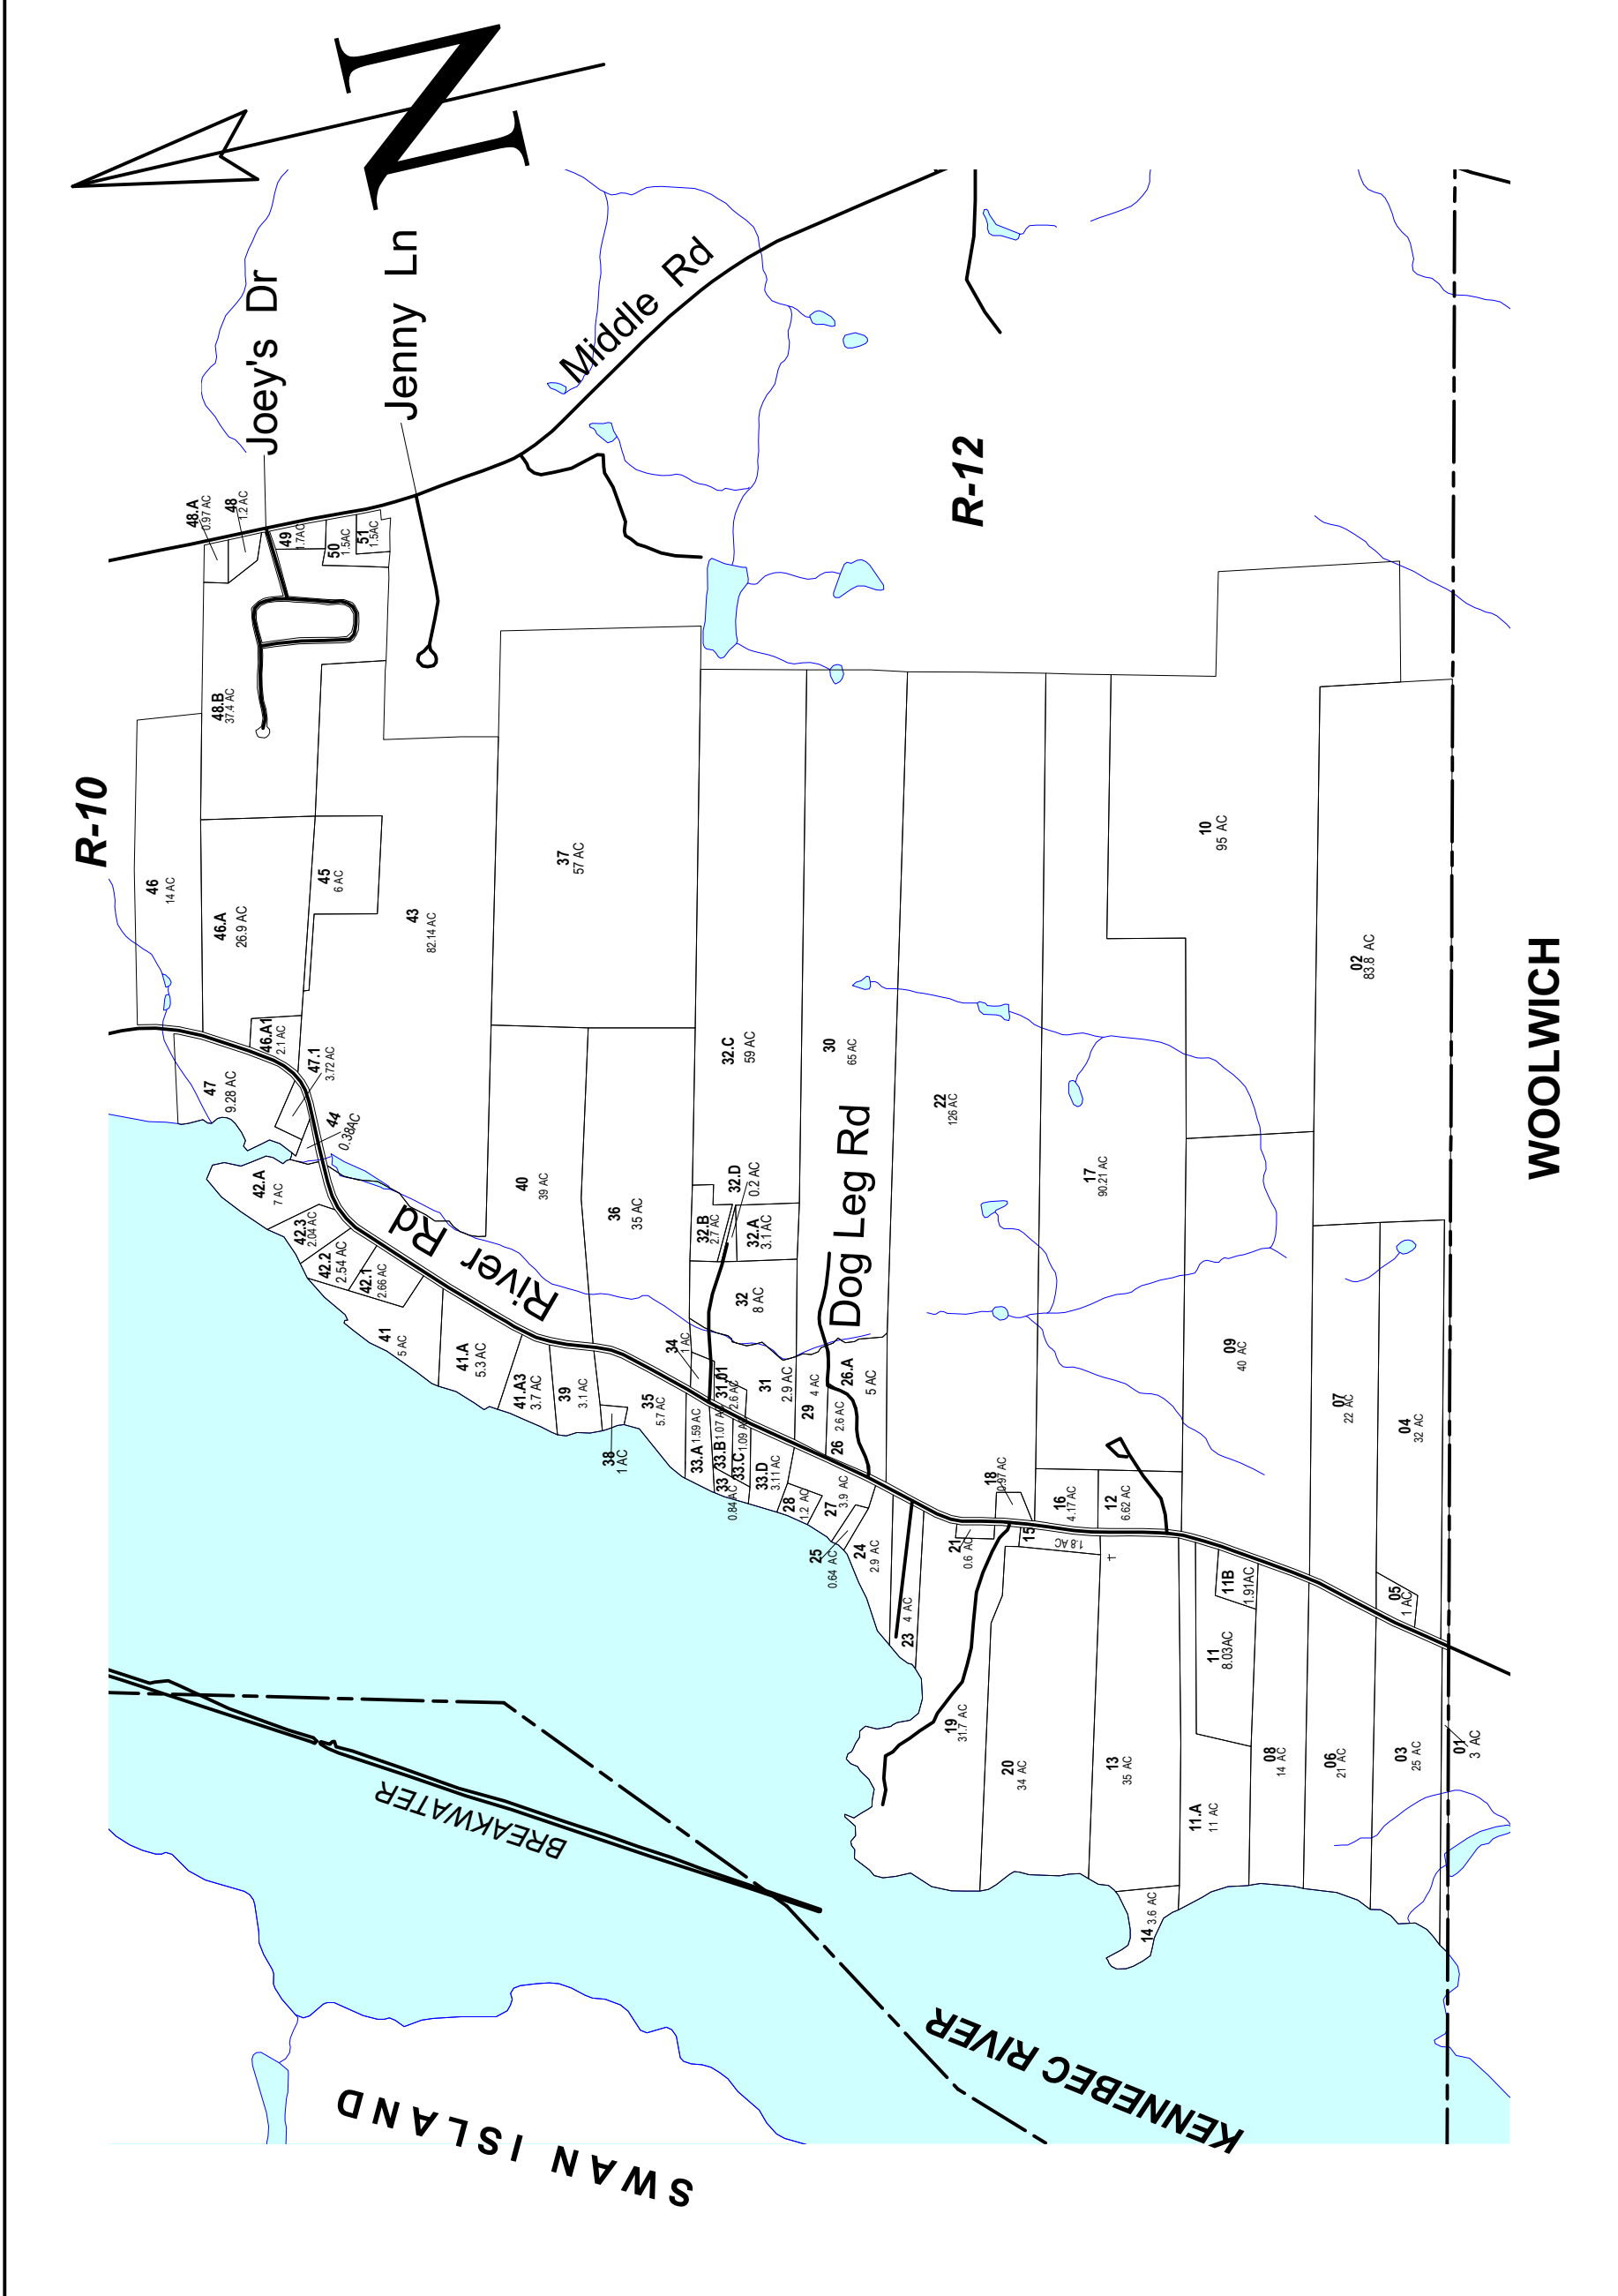 N
Joey's Dr
Jenny Ln
Middle Rd
R-10
R-12
48.A
0.97 AC
48
1.2 AC
49
1.7AC
50
1.5AC
51
1.5AC
48.B
37.4 AC
46
14 AC
46.A
26.9 AC
45
6 AC
43
82.14 AC
37
57 AC
46.A1
2.1 AC
47
9.28 AC
47.1
3.72 AC
44
0.38AC
42.A
7 AC
42.3
2.04 AC
42.2
2.54 AC
42.1
2.66 AC
41
5 AC
41.A
5.3 AC
41.A3
3.7 AC
39
3.1 AC
38
1 AC
40
39 AC
36
35 AC
River Rd
35
5.7 AC
34
1 AC
32.C
59 AC
32.B
2.7 AC
32.D
0.2 AC
32.A
3.1 AC
32
8 AC
31.01
2.6 AC
31
2.9 AC
33.A 1.59 AC
33.B 1.07 AC
33
0.84 AC
33.C 1.09 AC
33.D
3.11 AC
30
65 AC
29 4 AC
Dog Leg Rd
26.A
5 AC
26 2.6 AC
28
1.2 AC
27
3.9 AC
25
0.64 AC
24
2.9 AC
23 4 AC
22
126 AC
21
0.6 AC
18
0.97 AC
19
31.7 AC
20
34 AC
17
90.21 AC
16
4.17 AC
15
1.8 AC
12
6.62 AC
13
35 AC
14 3.6 AC
10
95 AC
09
40 AC
11B
1.91AC
11
8.03AC
11.A
11 AC
08
14 AC
07
22 AC
06
21 AC
02
83.8 AC
04
32 AC
05
1 AC
03
25 AC
01
3 AC
BREAKWATER
KENNEBEC RIVER
SWAN ISLAND
WOOLWICH